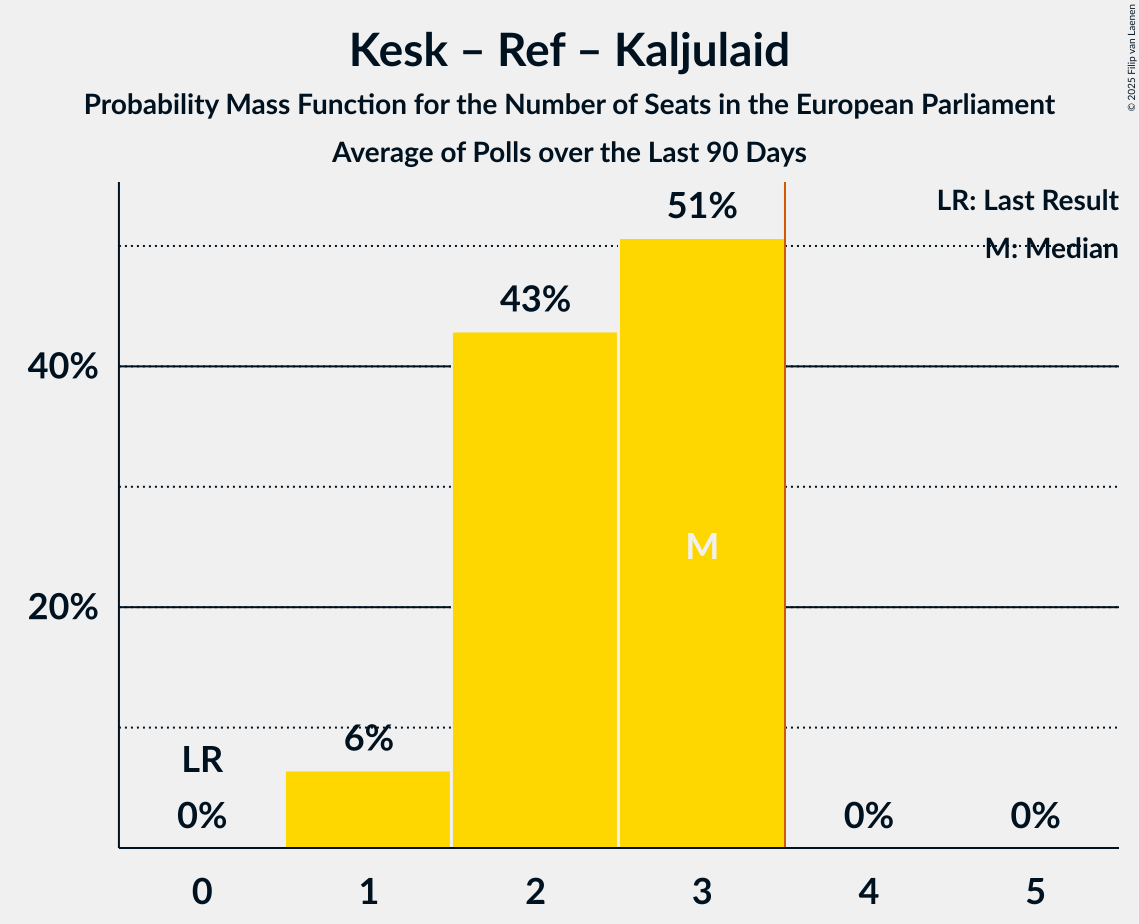 Kesk – Ref – Kaljulaid
Probability Mass Function for the Number of Seats in the European Parliament
Average of Polls over the Last 90 Days
© 2025 Filip van Laenen
LR: Last Result
M: Median
51%
43%
40%
M
20%
6%
LR
0%
0%
0%
0
1
2
3
4
5